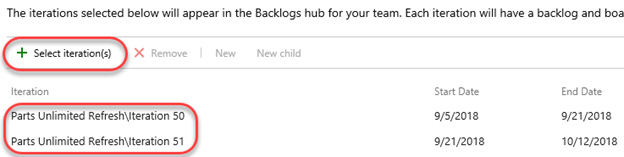 The iterations selected below will appear in the Backlogs hub for your team. Each iteration will have a backlog and boa
+ Select iteration(s) × Remove New New child
Iteration Start Date End Date
Parts Unlimited Refresh\Iteration 50 9/5/2018 9/21/2018
Parts Unlimited Refresh\Iteration 51 9/21/2018 10/12/2018